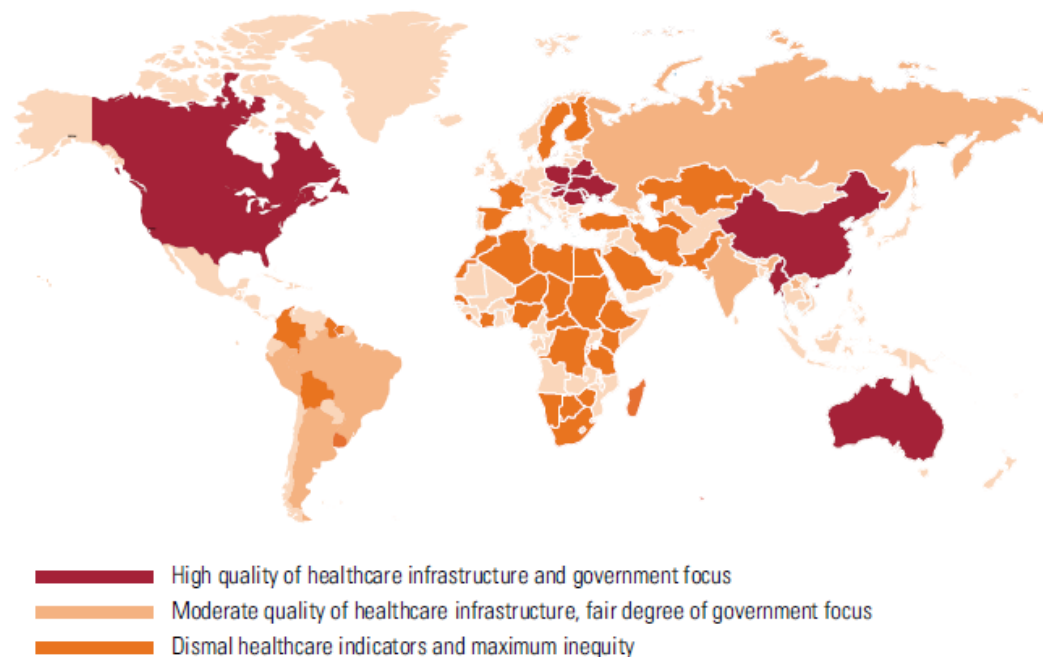 High quality of healthcare infrastructure and government focus
Moderate quality of healthcare infrastructure, fair degree of government focus
Dismal healthcare indicators and maximum inequity